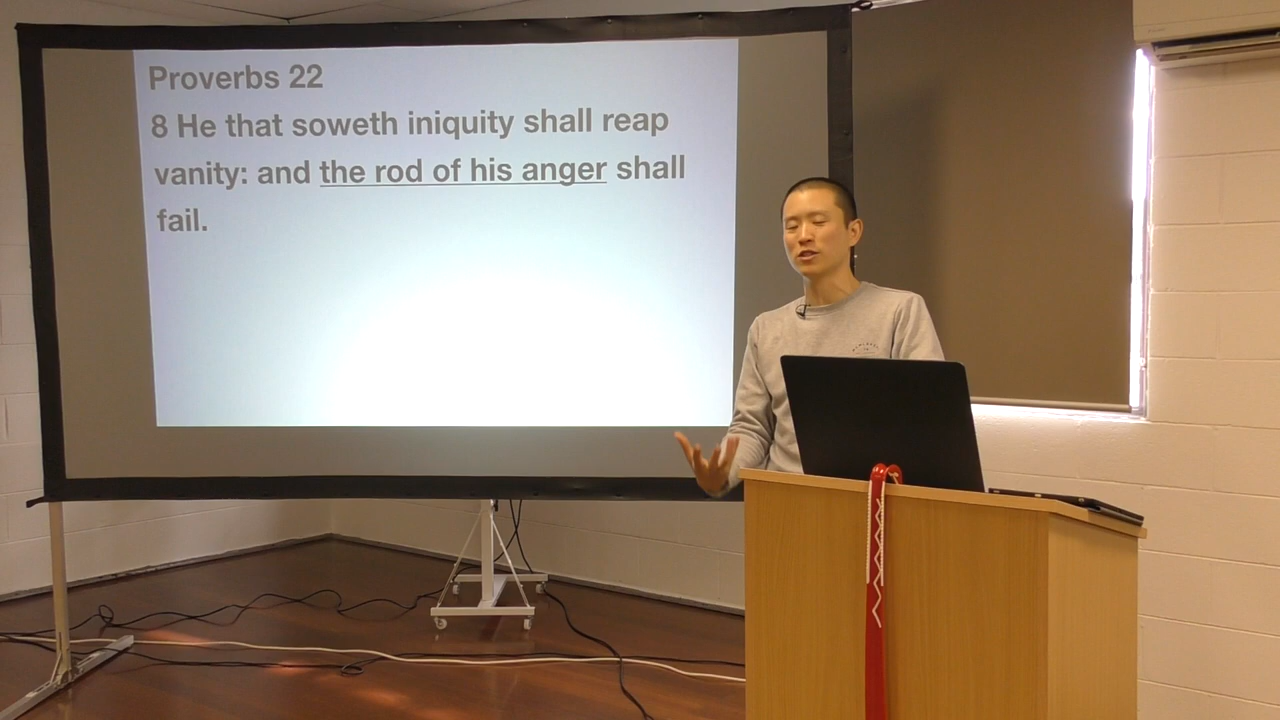 Proverbs 22
8 He that soweth iniquity shall reap
vanity: and the rod of his anger shall
fail.